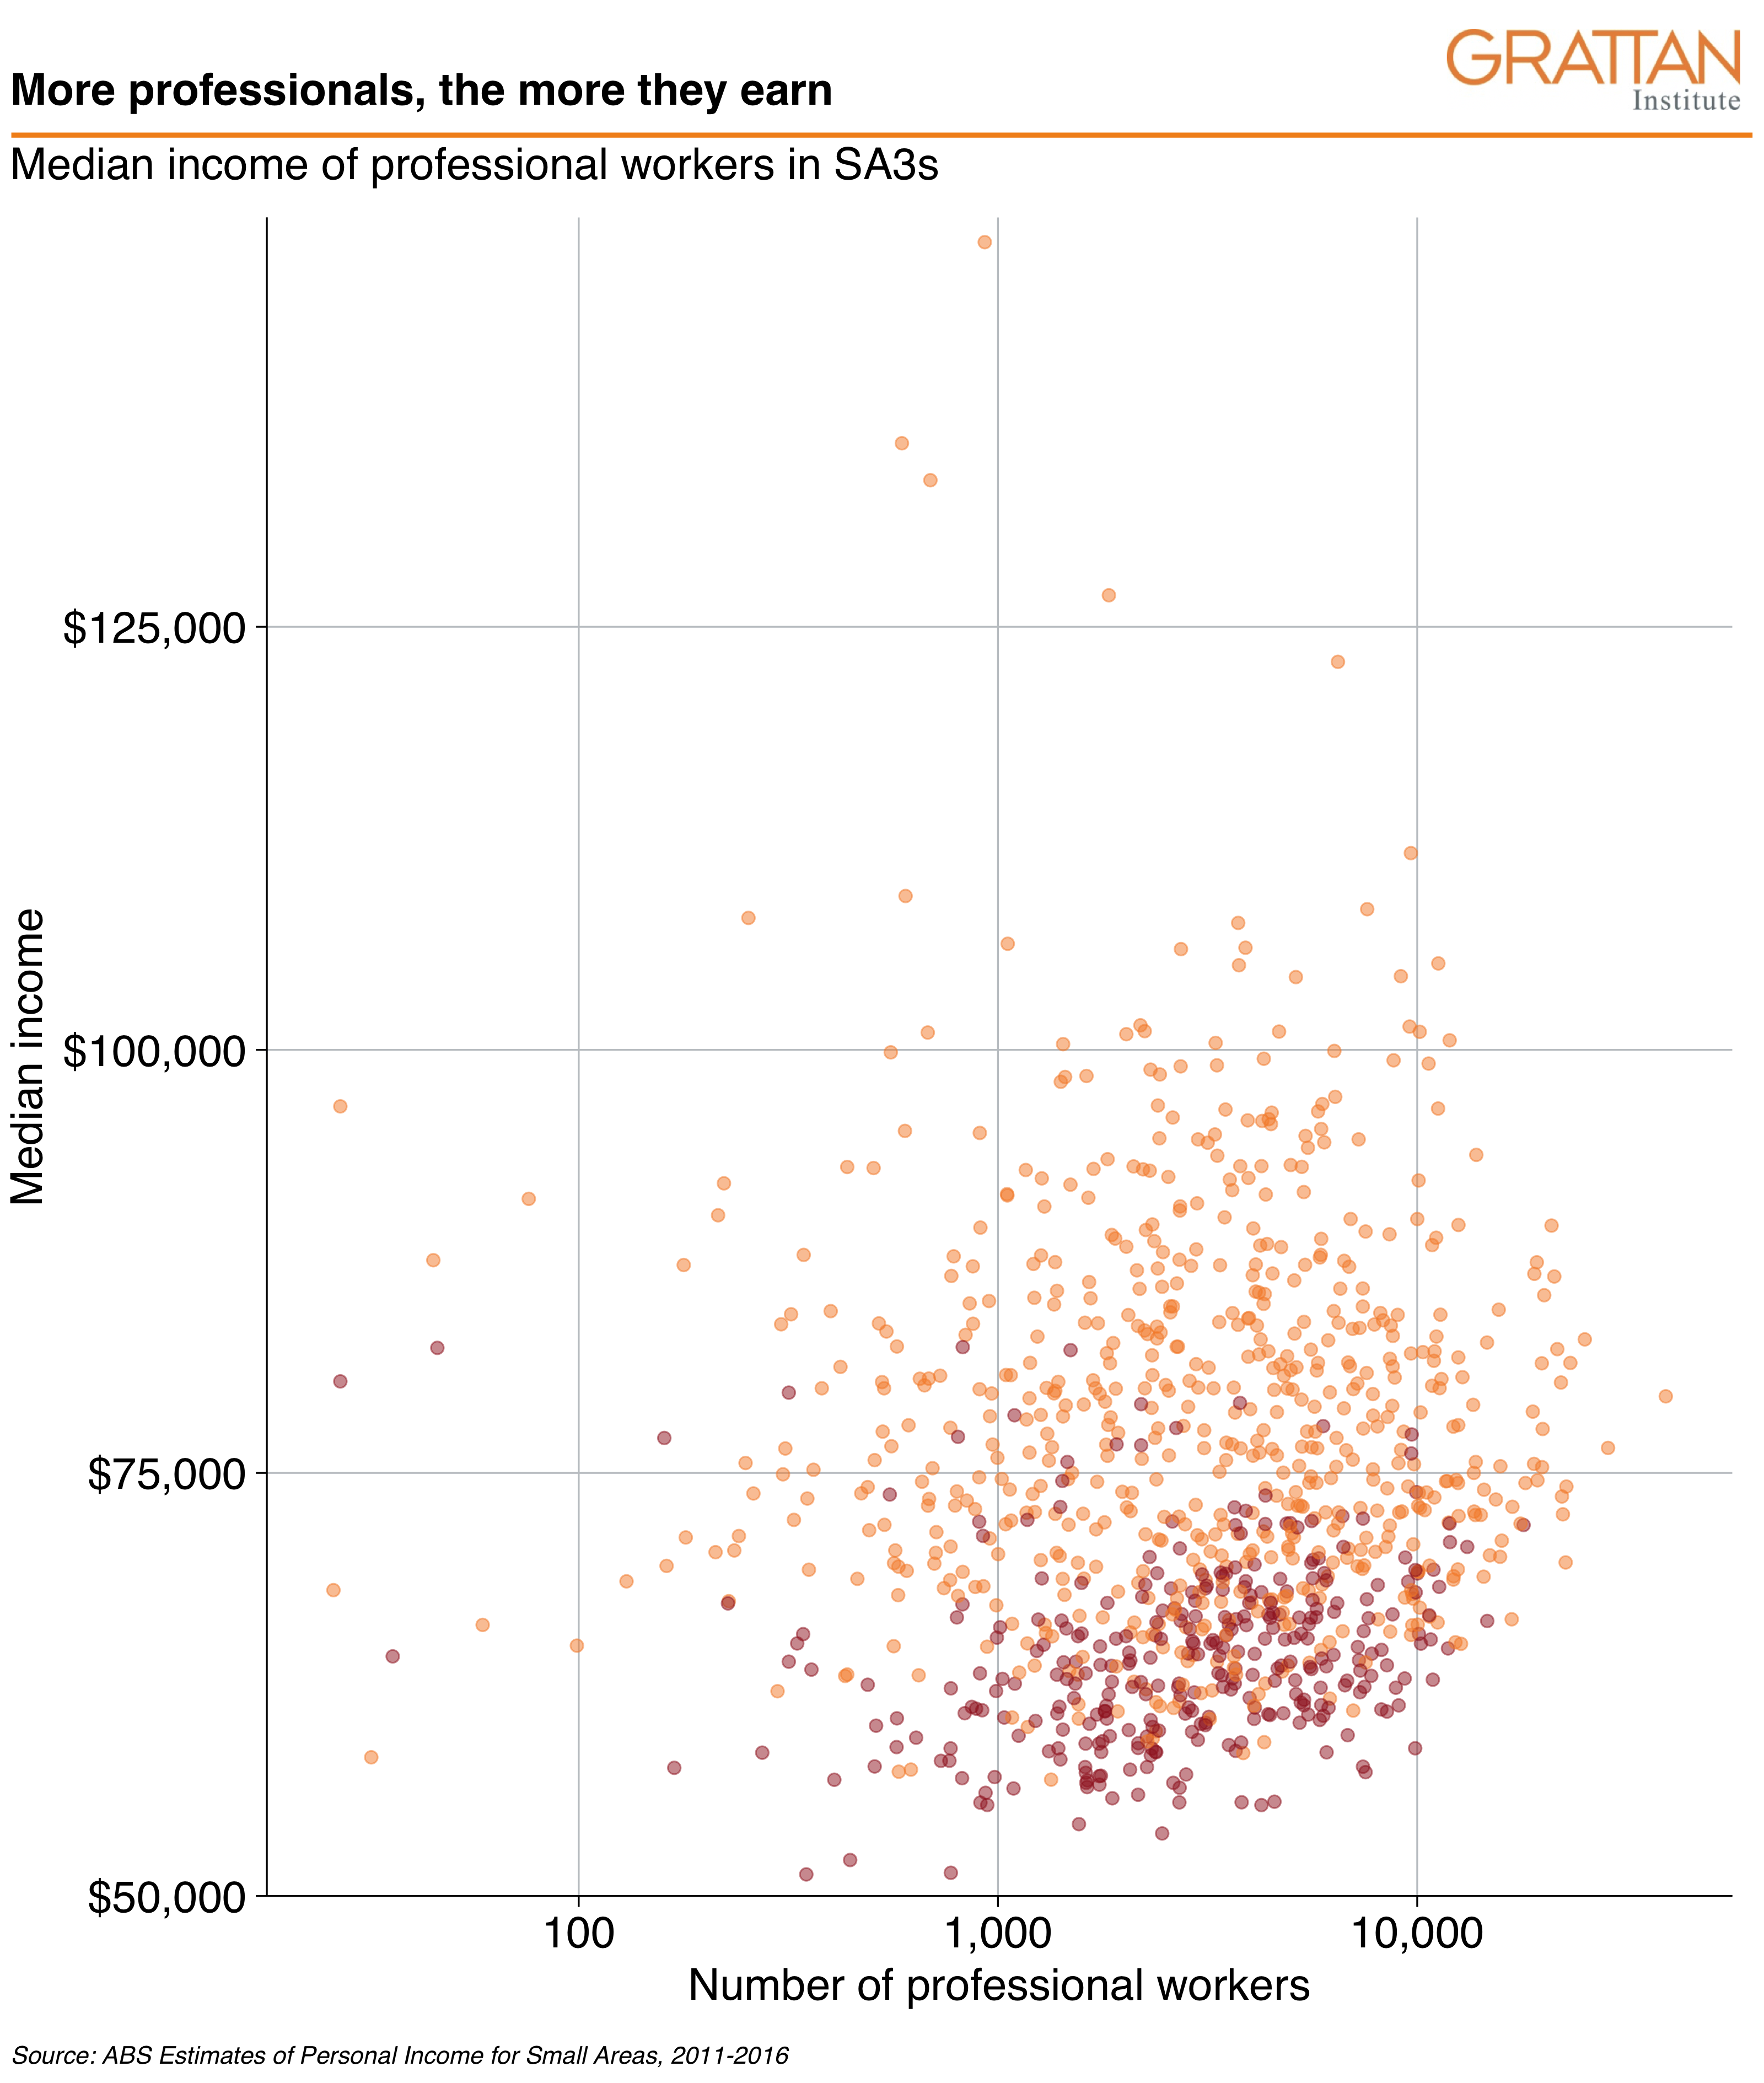 GRATTAN
Institute
More professionals, the more they earn
Median income of professional workers in SA3s
Median income
$125,000
$100,000
$75,000
$50,000
100
1,000
10,000
Number of professional workers
Source: ABS Estimates of Personal Income for Small Areas, 2011-2016